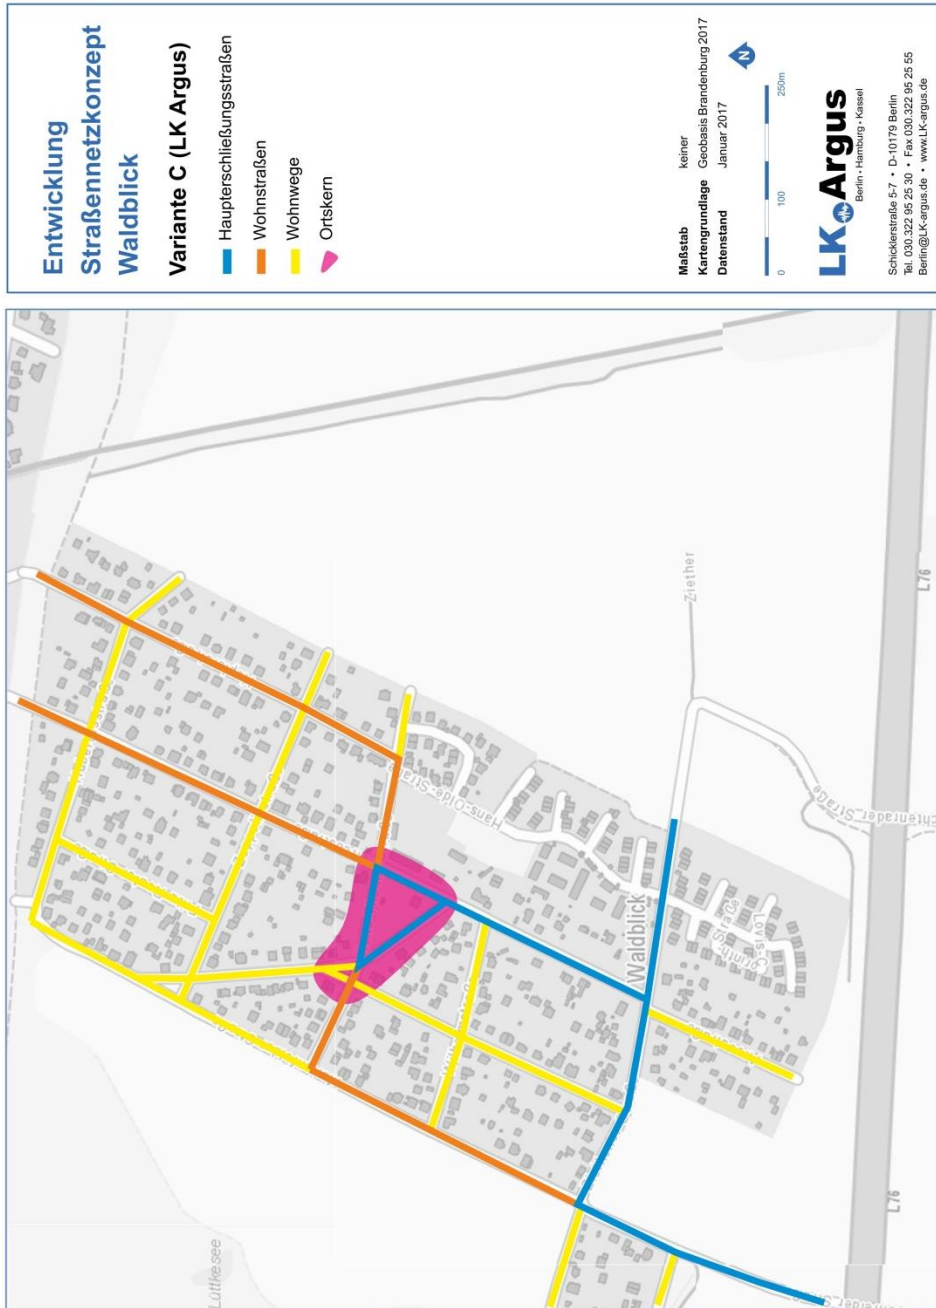 Entwicklung
Straßennetzkonzept
Waldblick
Variante C (LK Argus)
Haupterschließungsstraßen
Wohnstraßen
Wohnwege
Ortskern
Maßstab keiner
Kartengrundlage Geobasis Brandenburg 2017
Datenstand Januar 2017
N
0 100 250m
LK Argus
Berlin • Hamburg • Kassel
Schicklerstraße 5-7 • D-10179 Berlin
Tel. 030.322 95 25 30 • Fax 030.322 95 25 55
Berlin@LK-argus.de • www.LK-argus.de
Lüttkesee
Hans-Olde-Straße
Waldblick
Lovis-C
orinth-
Straße
Ziether
chtenrader_Straße
L76
L76